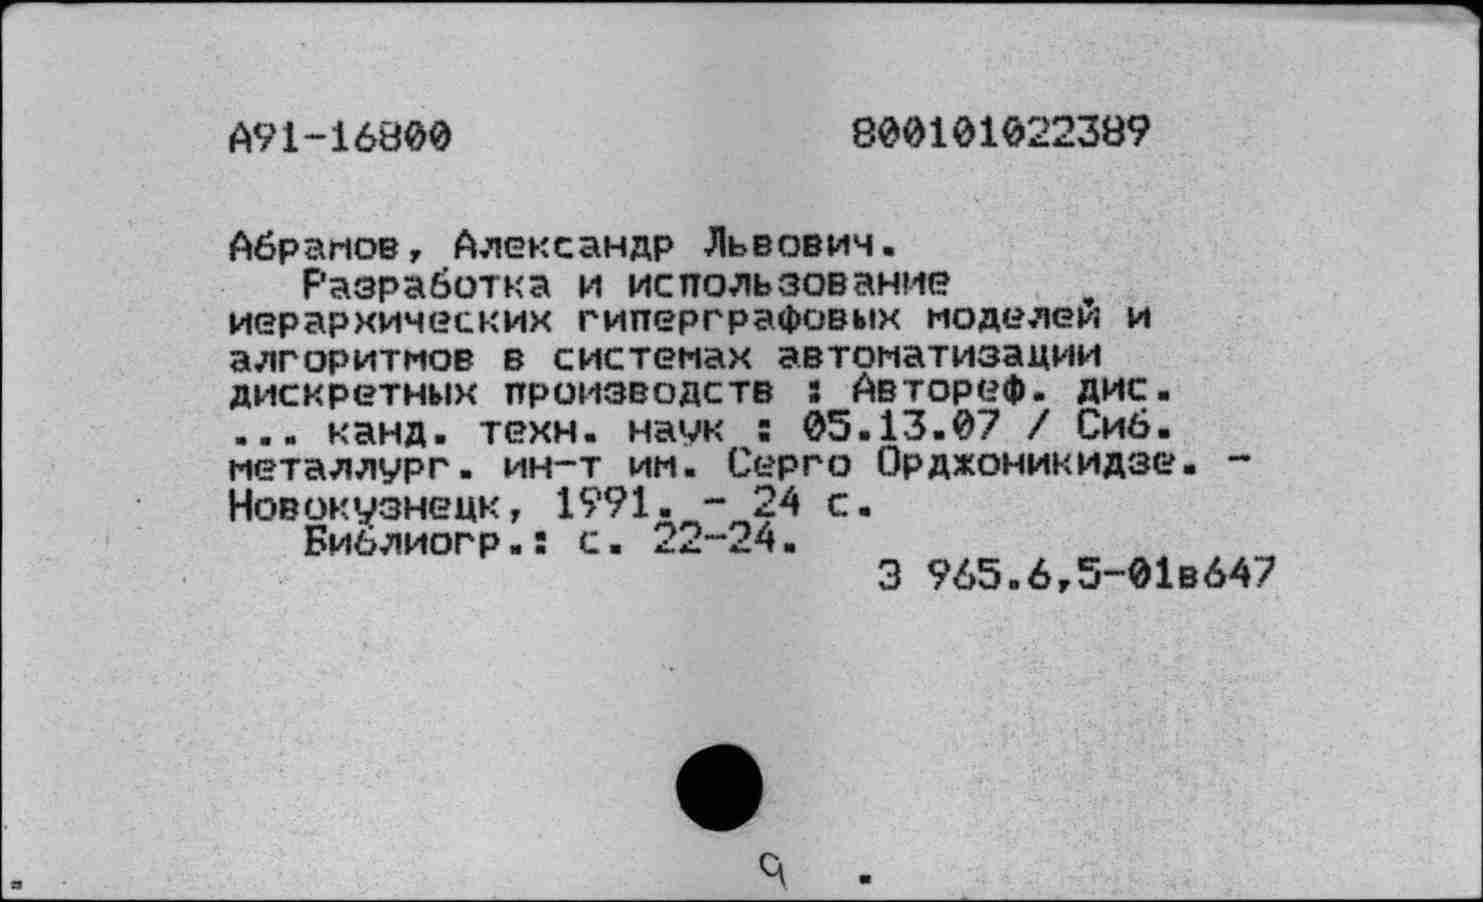 А91-16800 800101022389
Абрамов, Александр Львович.
Разработка и использование
иерархических гиперграфовых моделей и
алгоритмов в системах автоматизации
дискретных производств : Автореф. дис.
... канд. техн. наук : 05.13.07 / Сиб.
металлург. ин-т им. Серго Орджоникидзе. -
Новокузнецк, 1991. - 24 с.
Библиогр.: с. 22-24.
З 965.6,5-01в647